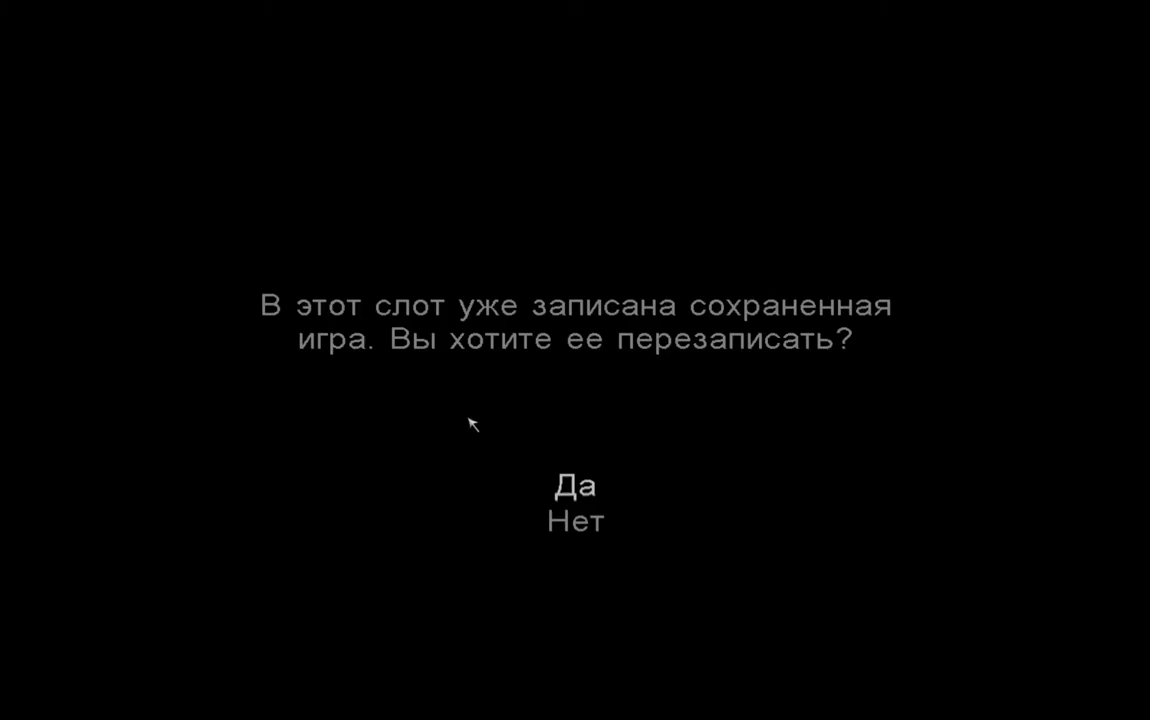 В этот слот уже записана сохраненная
игра. Вы хотите ее перезаписать?
Да
Нет